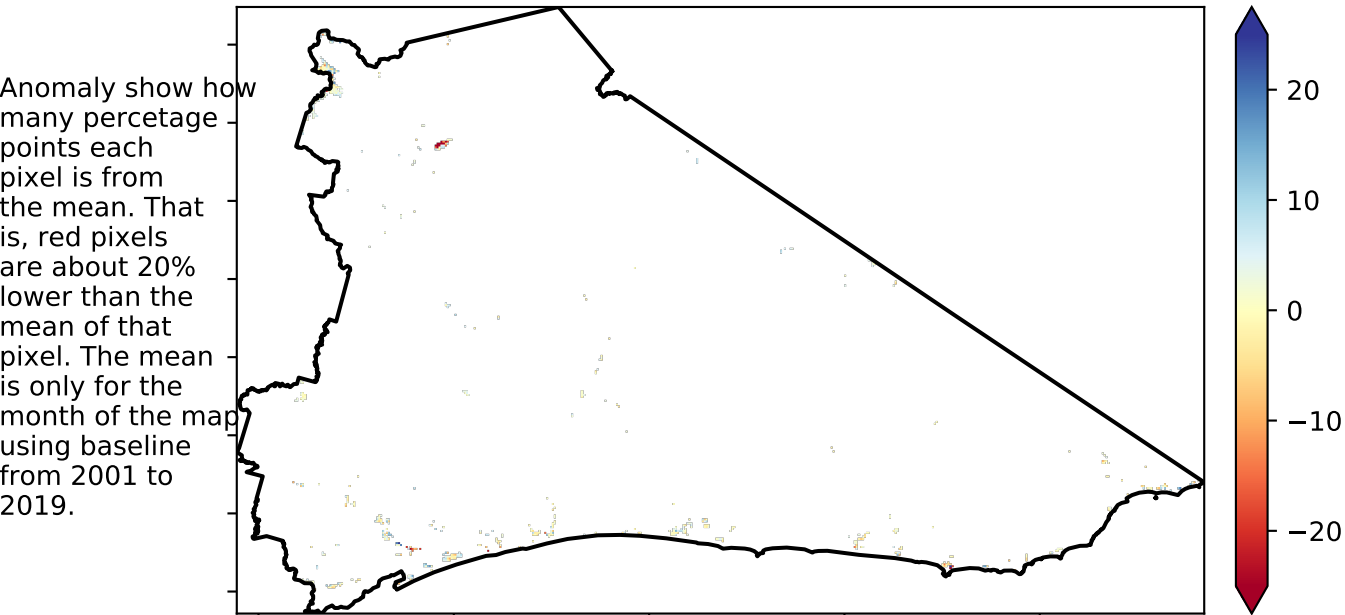 Anomaly show how
many percetage
points each
pixel is from
the mean. That
is, red pixels
are about 20%
lower than the
mean of that
pixel. The mean
is only for the
month of the map
using baseline
from 2001 to
2019.
20
10
0
−10
−20